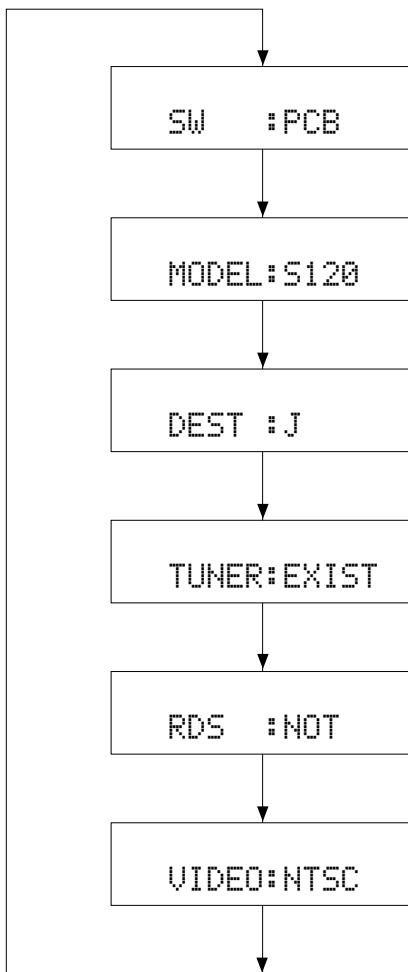 SW    :PCB
MODEL:S120
DEST :J
TUNER:EXIST
RDS  :NOT
VIDEO:NTSC